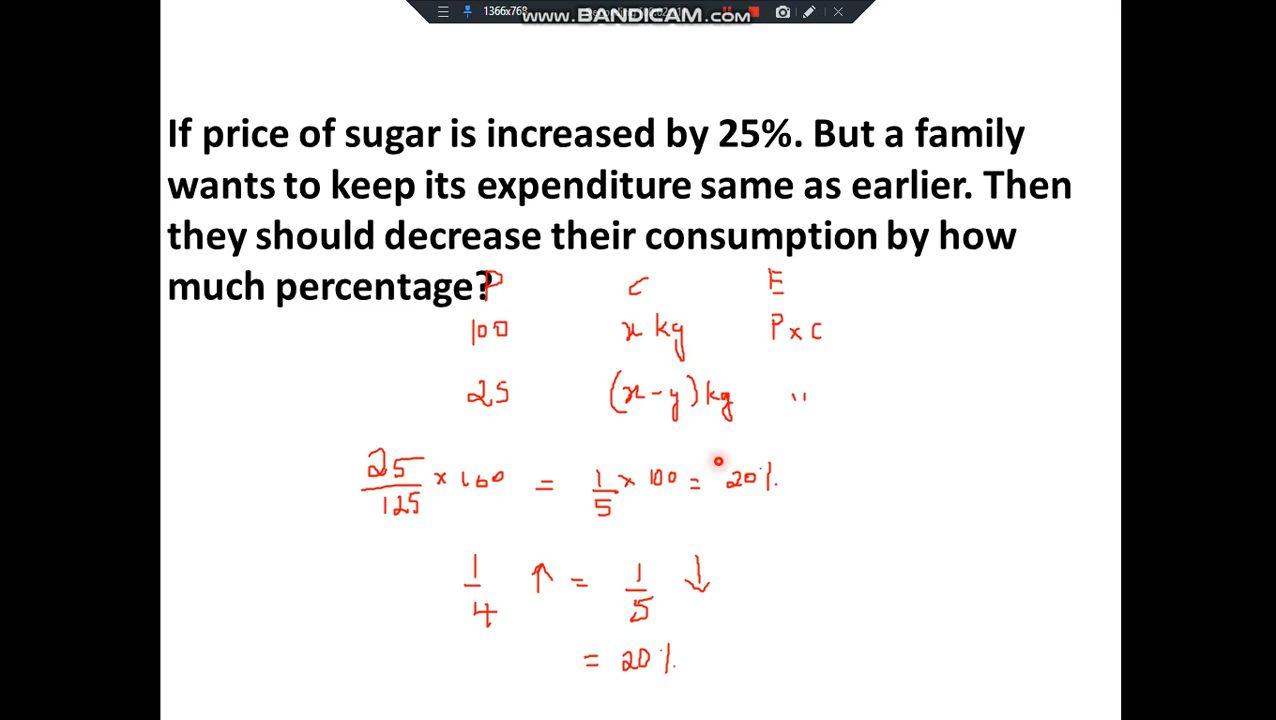 1366x768 WWW.BANDICAM.COM
If price of sugar is increased by 25%. But a family
wants to keep its expenditure same as earlier. Then
they should decrease their consumption by how
much percentage?
P C E
100 x kg P x C
25 (x-y) kg "
25/125 x 100 = 1/5 x 100 = 20%
1/4 ↑ = 1/5 ↓
= 20%